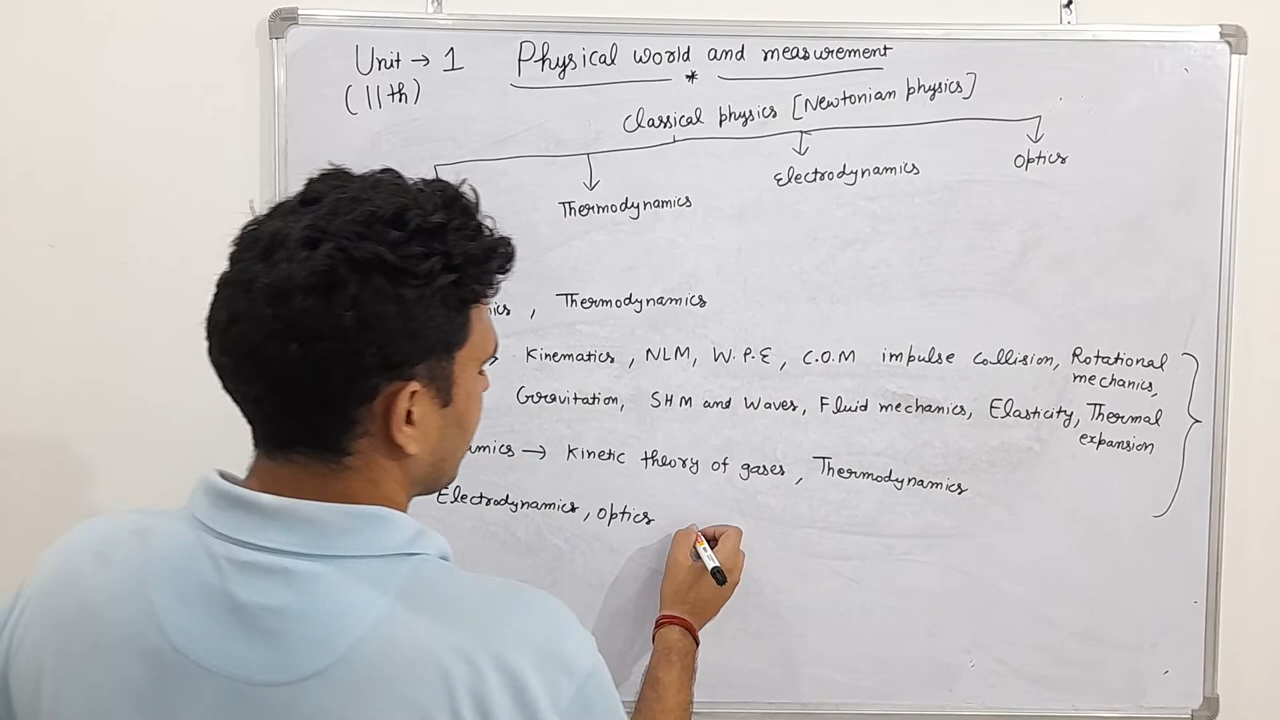 Unit → 1 Physical world and measurement
(11th) *
Classical physics [Newtonian physics]
Thermodynamics Electrodynamics Optics
, Thermodynamics
→ Kinematics, NLM, W.P.E, C.O.M impulse collision, Rotational mechanics,
Gravitation, SHM and Waves, Fluid mechanics, Elasticity, Thermal expansion
→ Kinetic theory of gases, Thermodynamics
Electrodynamics, Optics